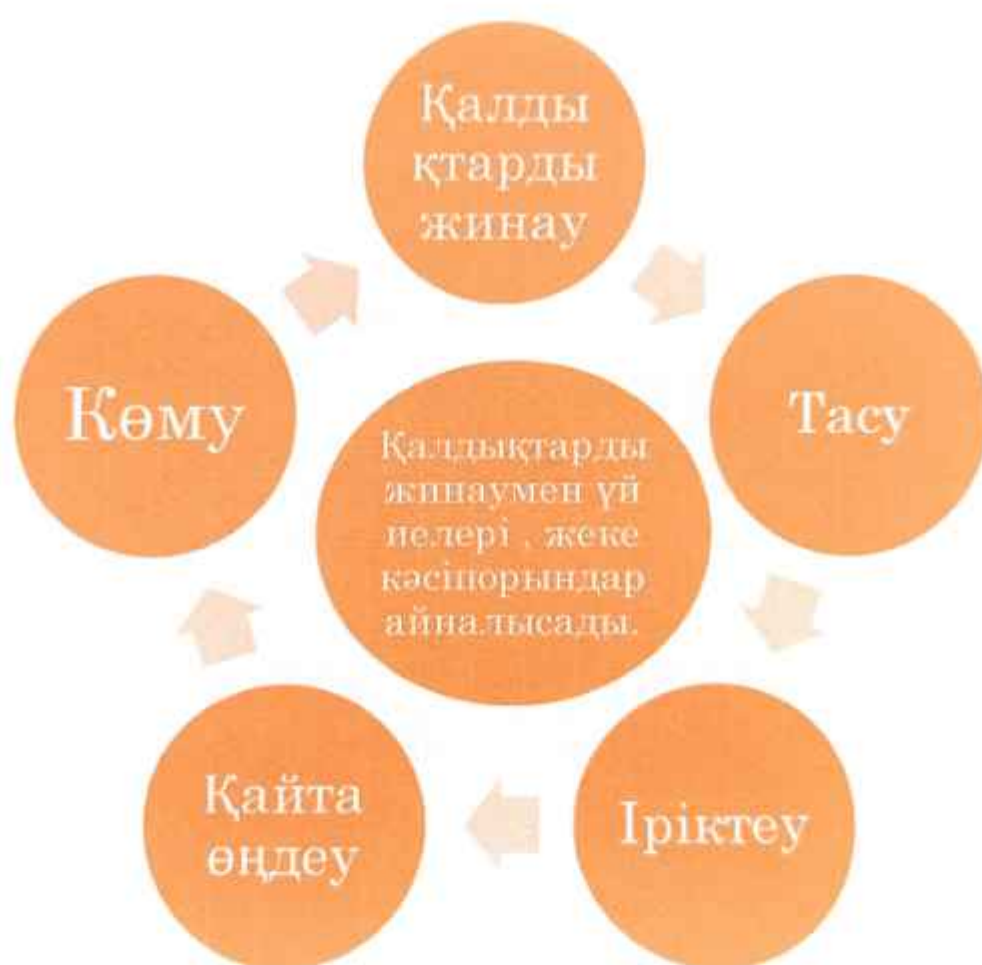 Қалды
қтарды
жинау
Тасу
Іріктеу
Қайта
өңдеу
Көму
Қалдықтарды
жинаумен үй
иелері , жеке
кәсіпорындар
айналысады.